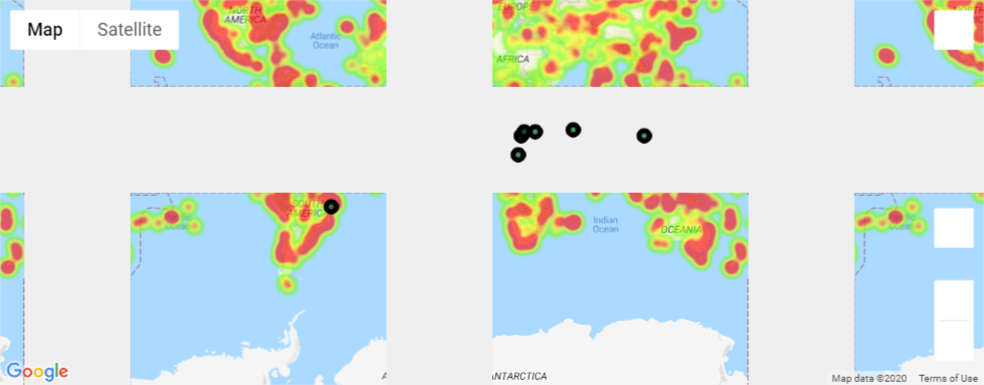 NORTH
AMERICA
EUROPE
Map
Satellite
Atlantic
Ocean
AFRICA
SOUTH
AMERICA
Indian
Ocean
OCEANIA
ANTARCTICA
Google
Map data ©2020
Terms of Use